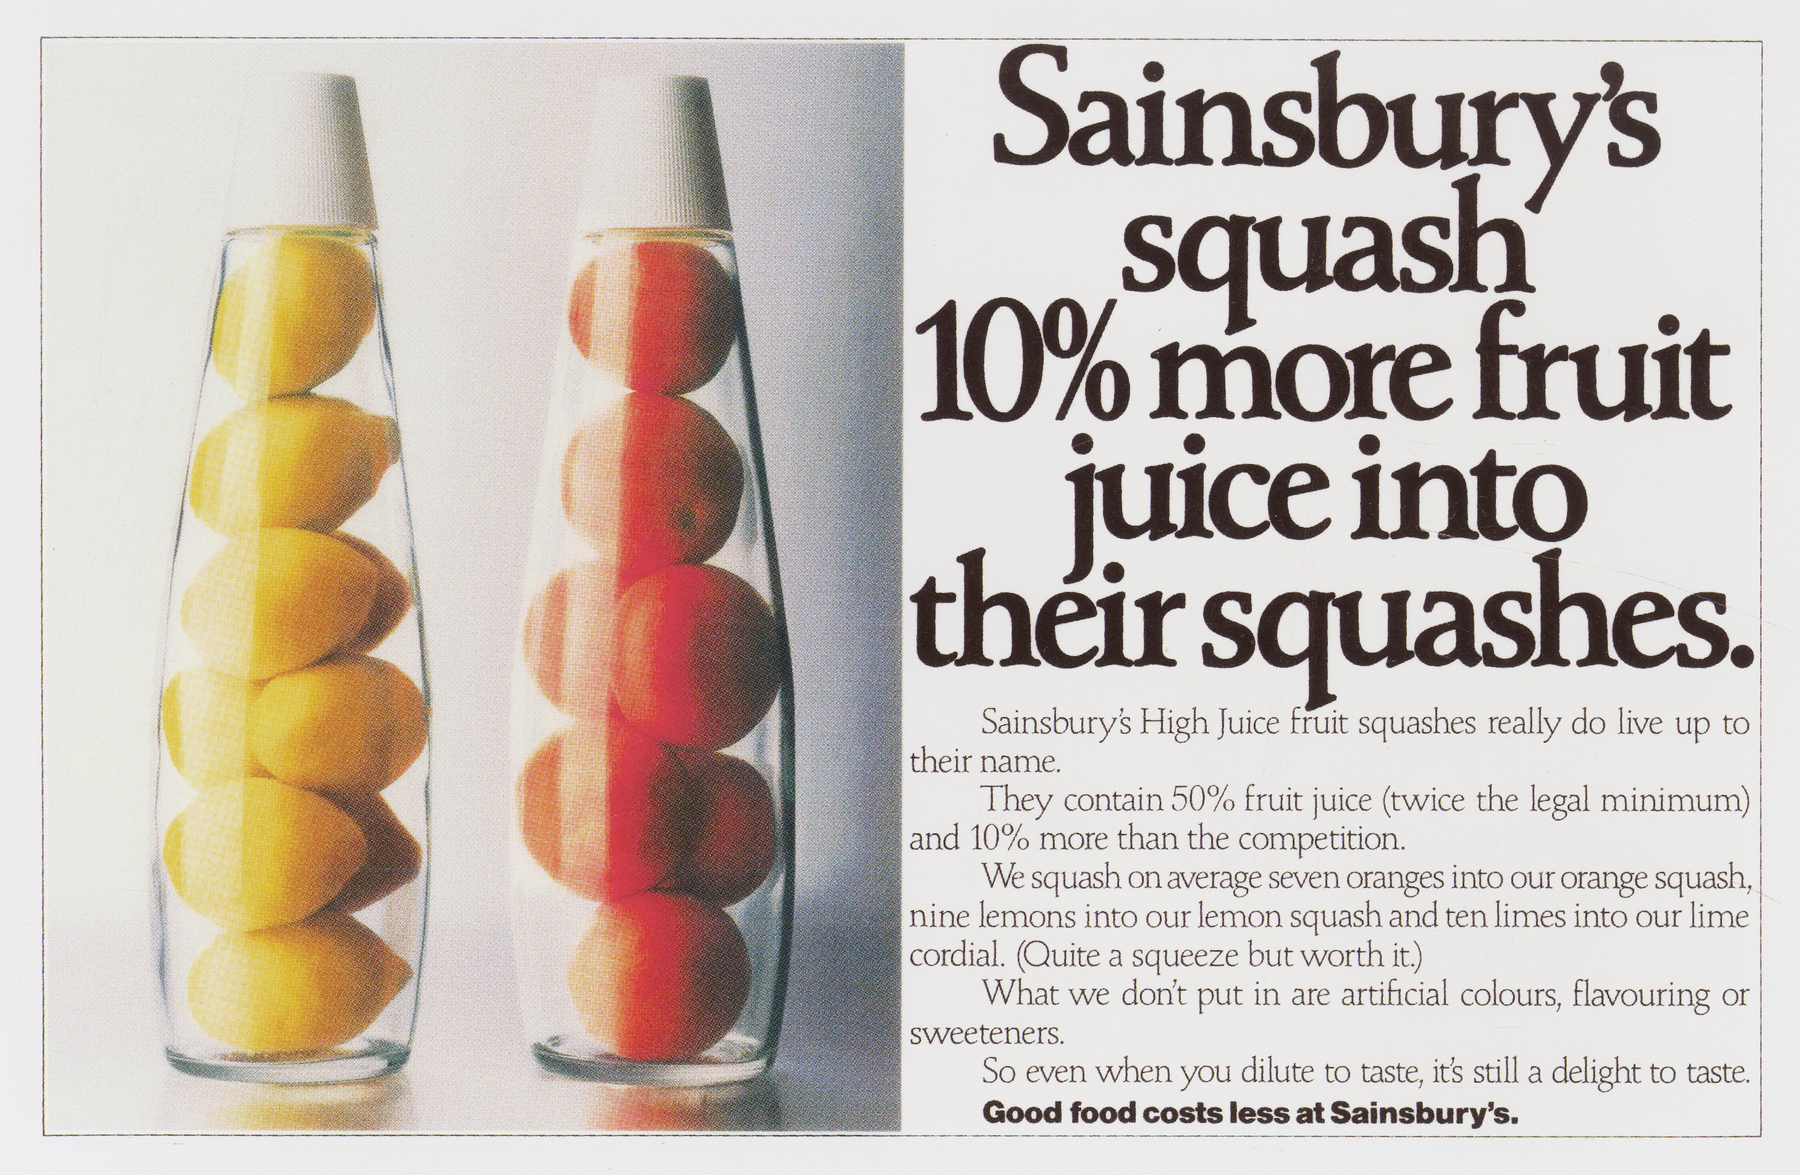 Sainsbury's
squash
10% more fruit
juice into
their squashes.
Sainsbury's High Juice fruit squashes really do live up to
their name.
They contain 50% fruit juice (twice the legal minimum)
and 10% more than the competition.
We squash on average seven oranges into our orange squash,
nine lemons into our lemon squash and ten limes into our lime
cordial. (Quite a squeeze but worth it.)
What we don't put in are artificial colours, flavouring or
sweeteners.
So even when you dilute to taste, it's still a delight to taste.
Good food costs less at Sainsbury's.